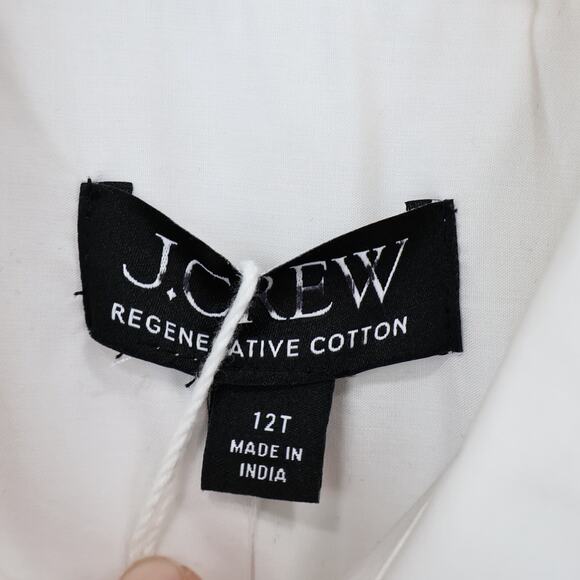 J.CREW
REGENERATIVE COTTON
12T
MADE IN
INDIA